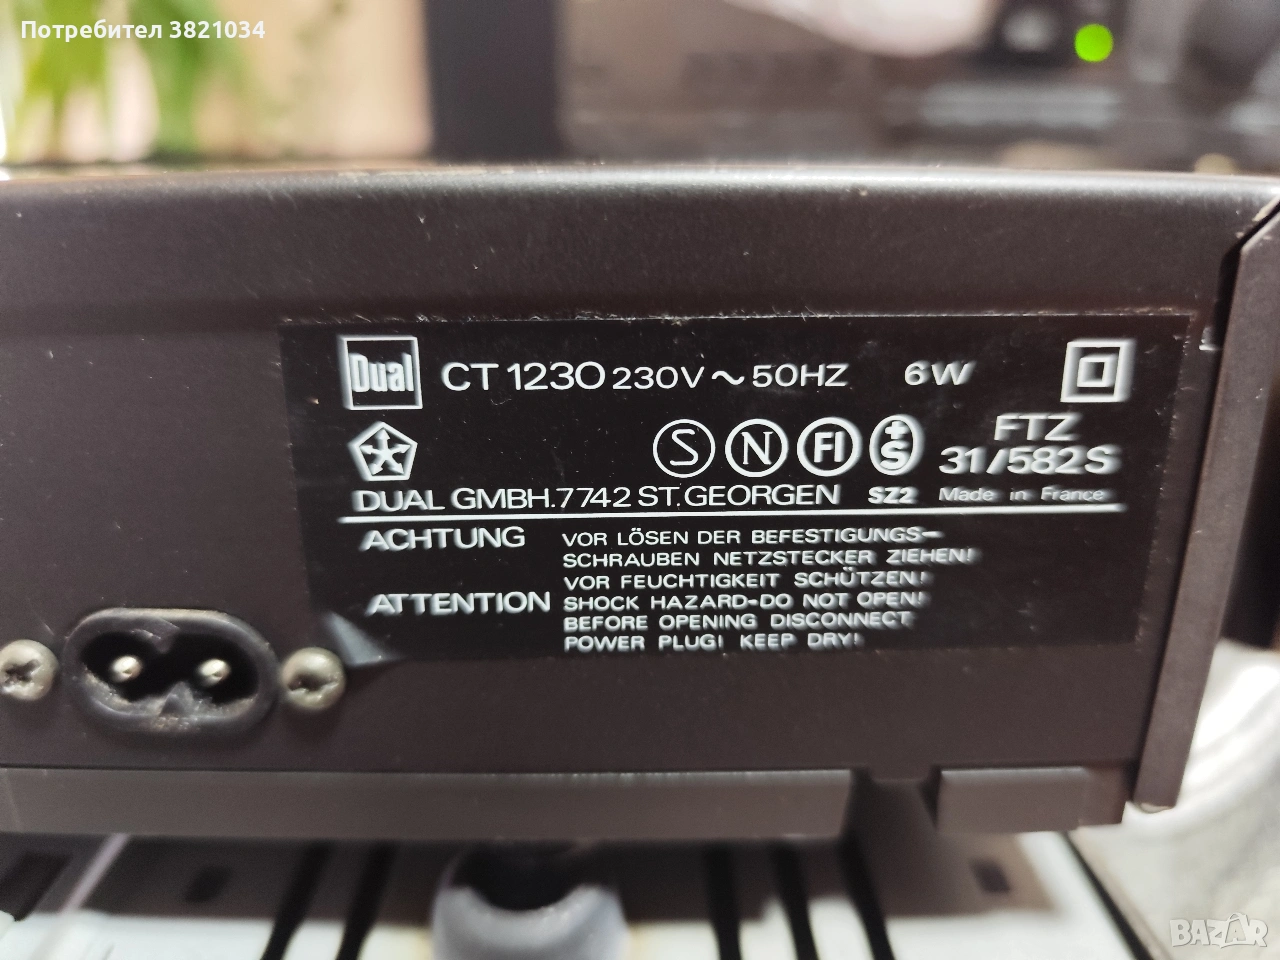 Потребител 3821034
Dual CT 1230 230V ~ 50HZ 6W
S N FI +S FTZ
31/582S
DUAL GMBH.7742 ST.GEORGEN SZ2 Made in France
ACHTUNG VOR LÖSEN DER BEFESTIGUNGS-
SCHRAUBEN NETZSTECKER ZIEHEN!
VOR FEUCHTIGKEIT SCHÜTZEN!
ATTENTION SHOCK HAZARD-DO NOT OPEN!
BEFORE OPENING DISCONNECT
POWER PLUG! KEEP DRY!
BAZAR